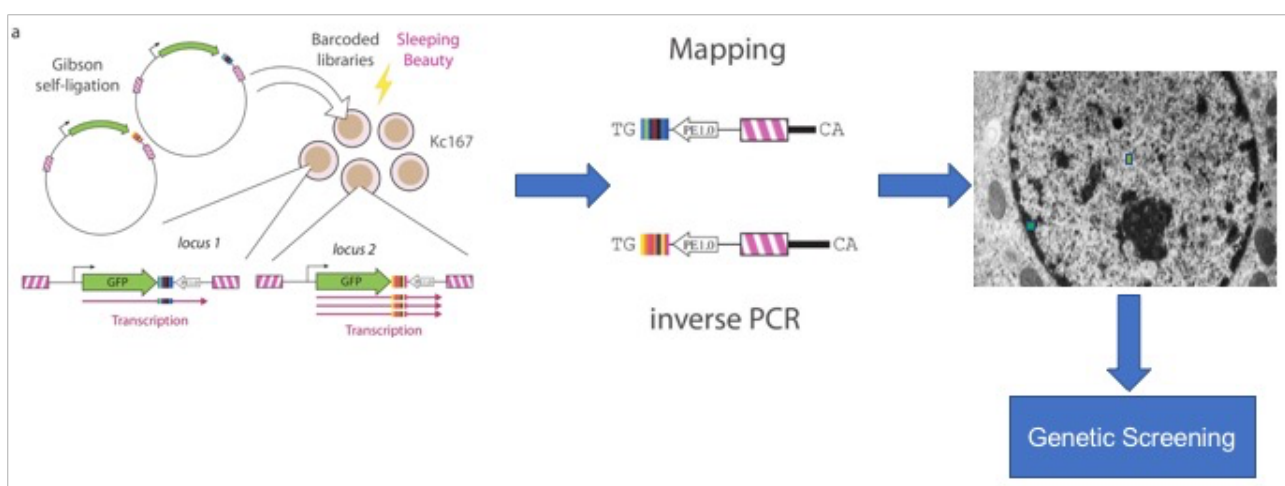 a
Gibson
self-ligation
Barcoded
libraries
Sleeping
Beauty
Kc167
locus 1
GFP
Transcription
locus 2
GFP
Transcription
Mapping
TG
PE1.0
CA
TG
PE1.0
CA
inverse PCR
Genetic Screening